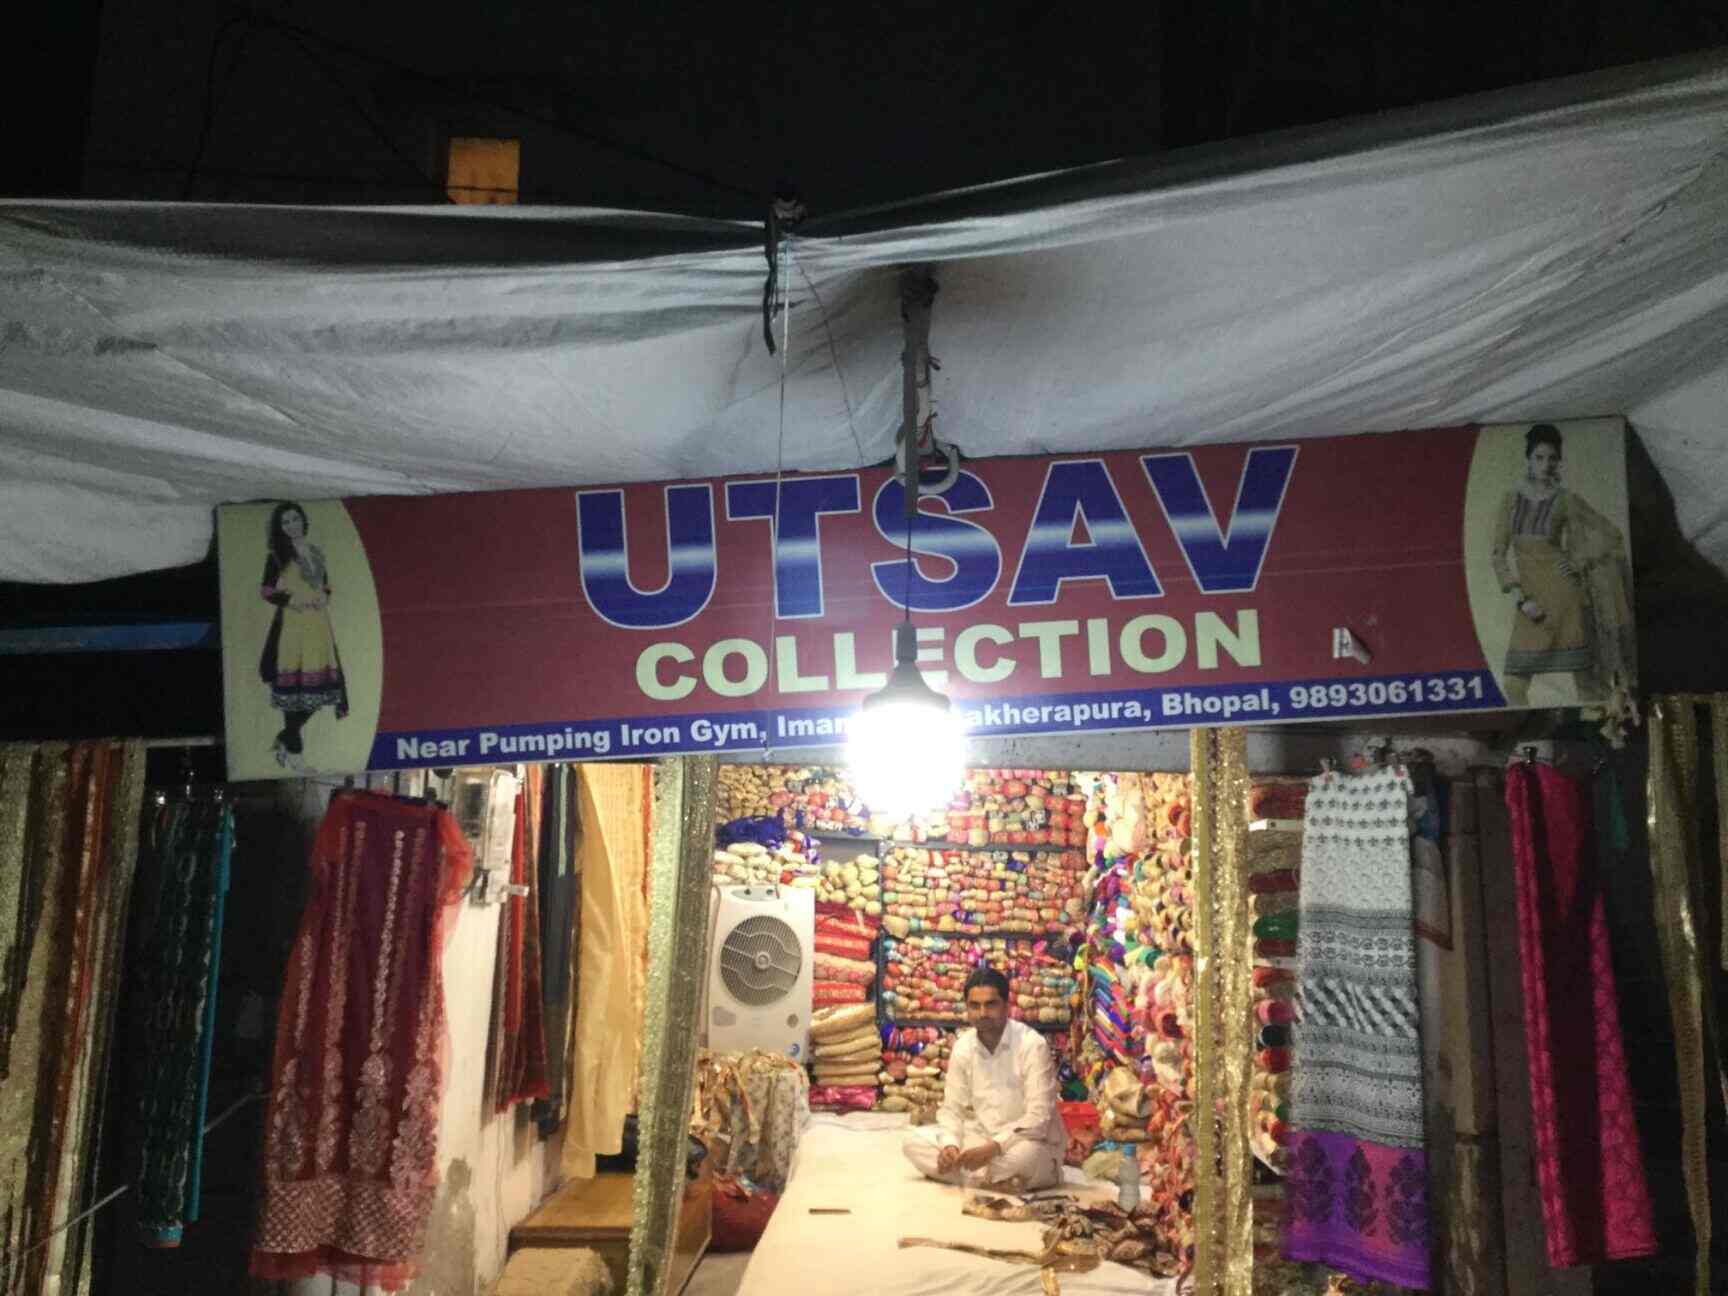 UTSAV
COLLECTION
Near Pumping Iron Gym, Bhopal, 9893061331